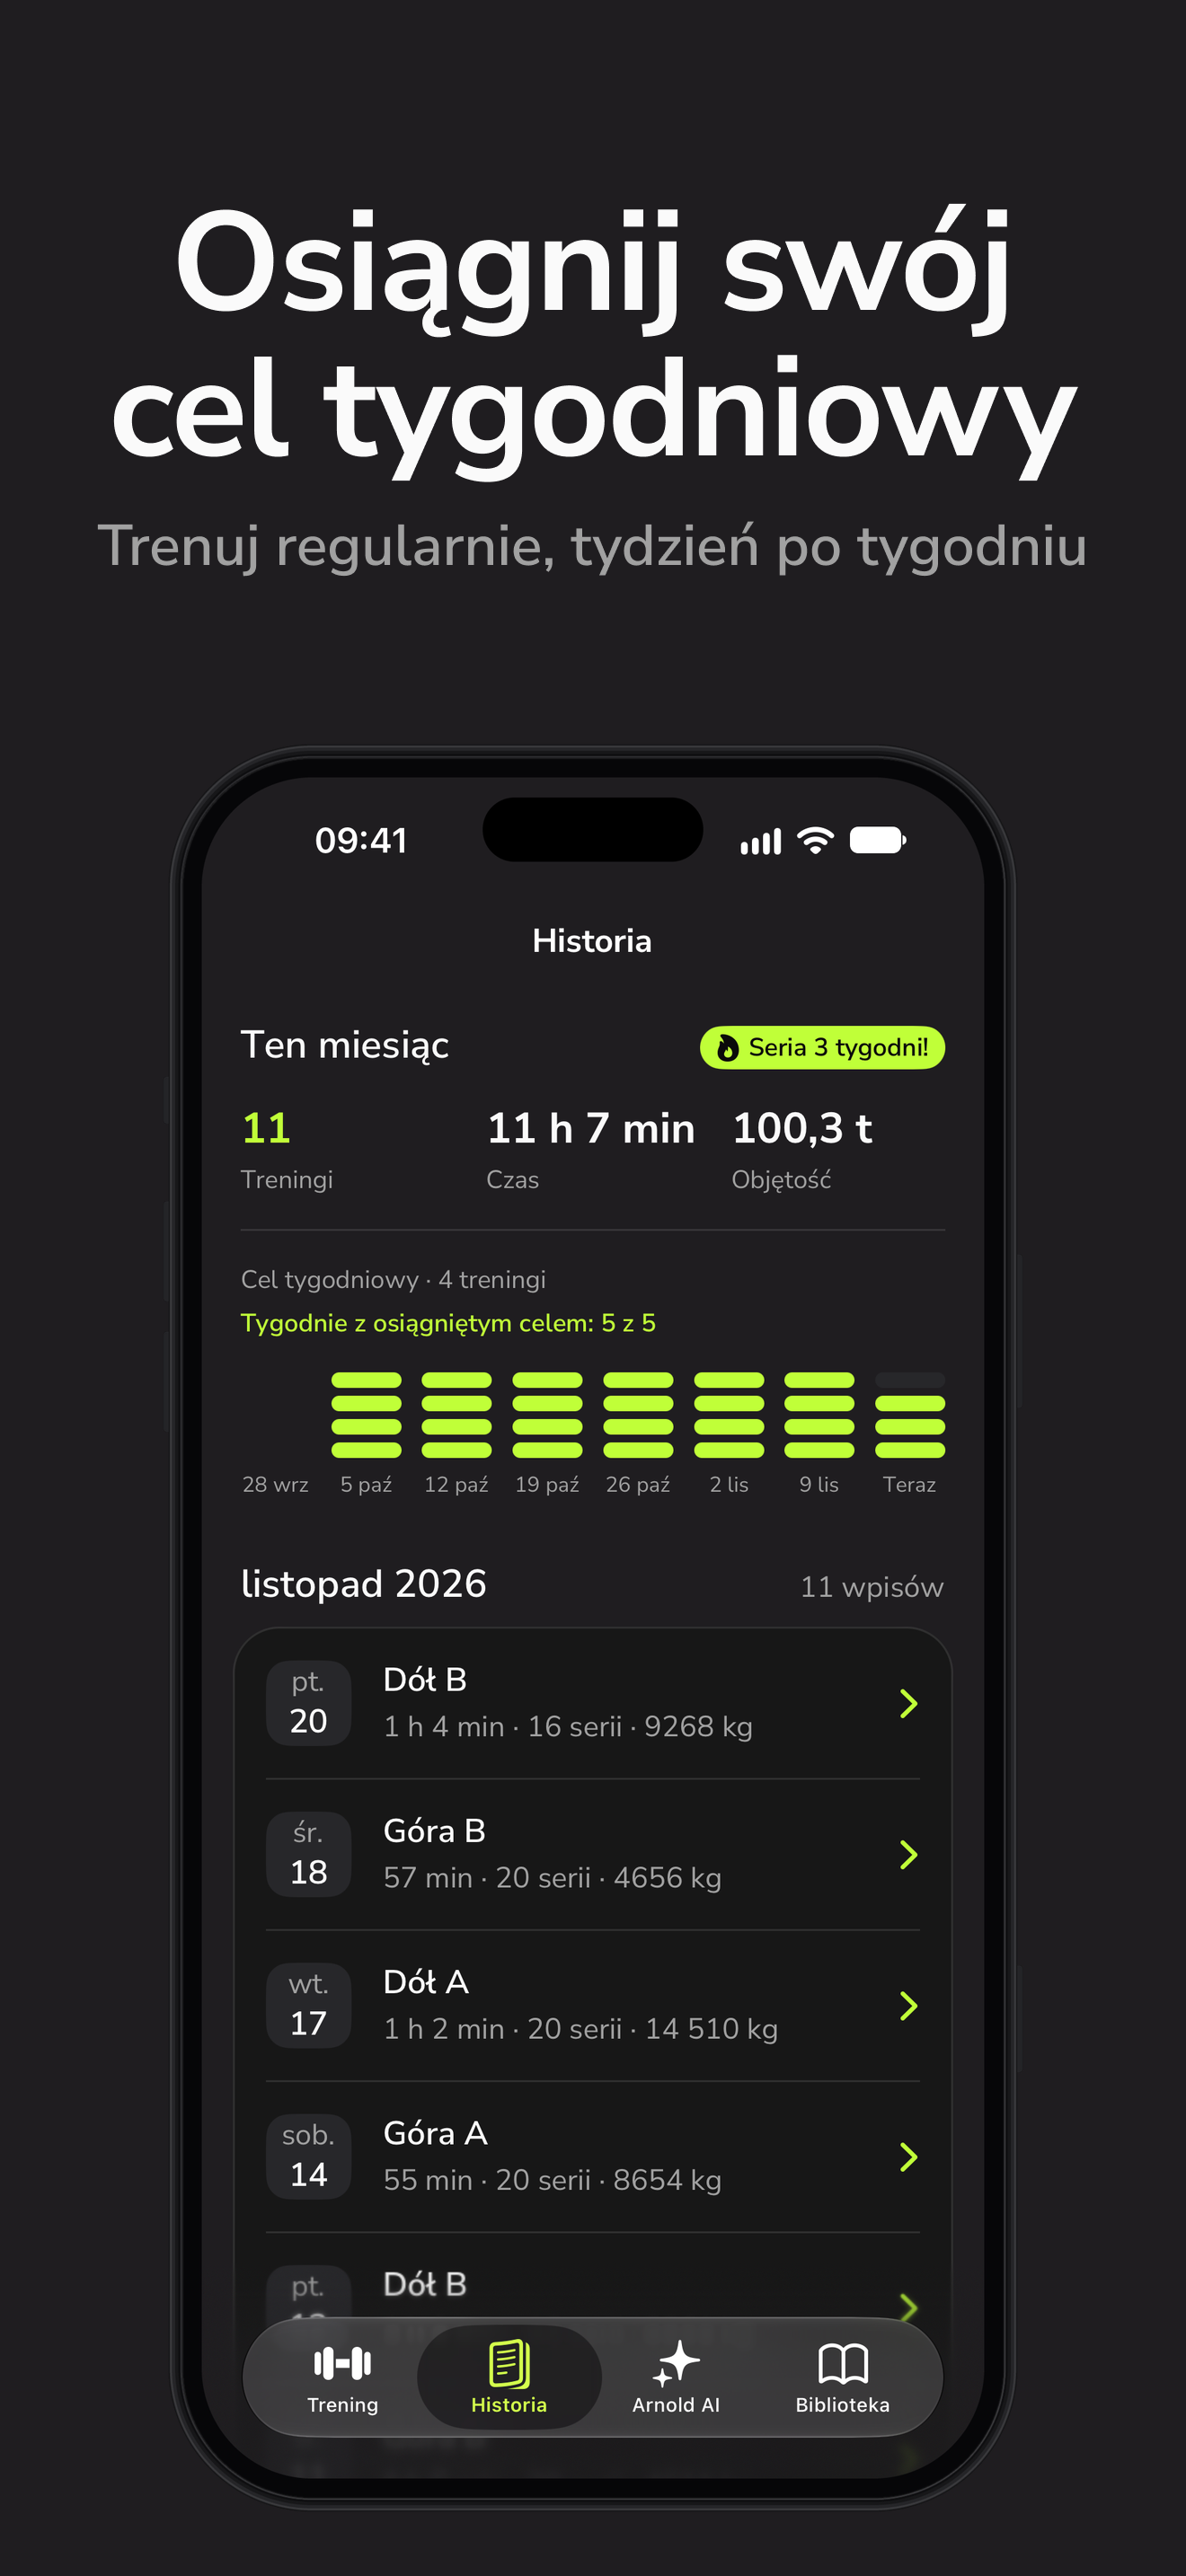 Osiągnij swój
cel tygodniowy
Trenuj regularnie, tydzień po tygodniu
09:41
Historia
Ten miesiąc
Seria 3 tygodni!
11
11 h 7 min
100,3 t
Treningi
Czas
Objętość
Cel tygodniowy · 4 treningi
Tygodnie z osiągniętym celem: 5 z 5
28 wrz
5 paź
12 paź
19 paź
26 paź
2 lis
9 lis
Teraz
listopad 2026
11 wpisów
pt.
20
Dół B
1 h 4 min · 16 serii · 9268 kg
śr.
18
Góra B
57 min · 20 serii · 4656 kg
wt.
17
Dół A
1 h 2 min · 20 serii · 14 510 kg
sob.
14
Góra A
55 min · 20 serii · 8654 kg
pt.
Dół B
Trening
Historia
Arnold AI
Biblioteka